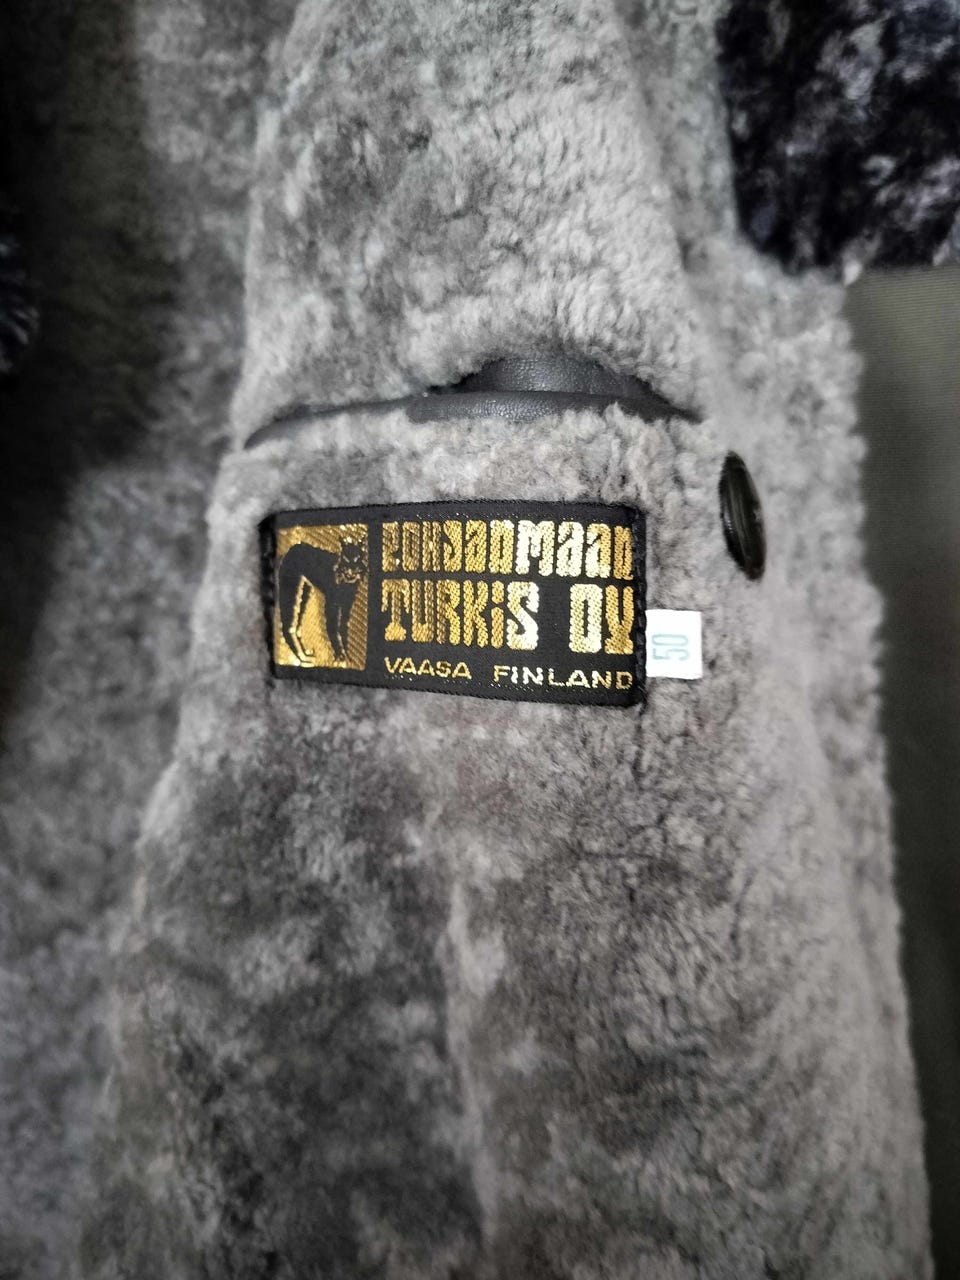 POHJANMAAN
TURKIS OY
VAASA FINLAND
50